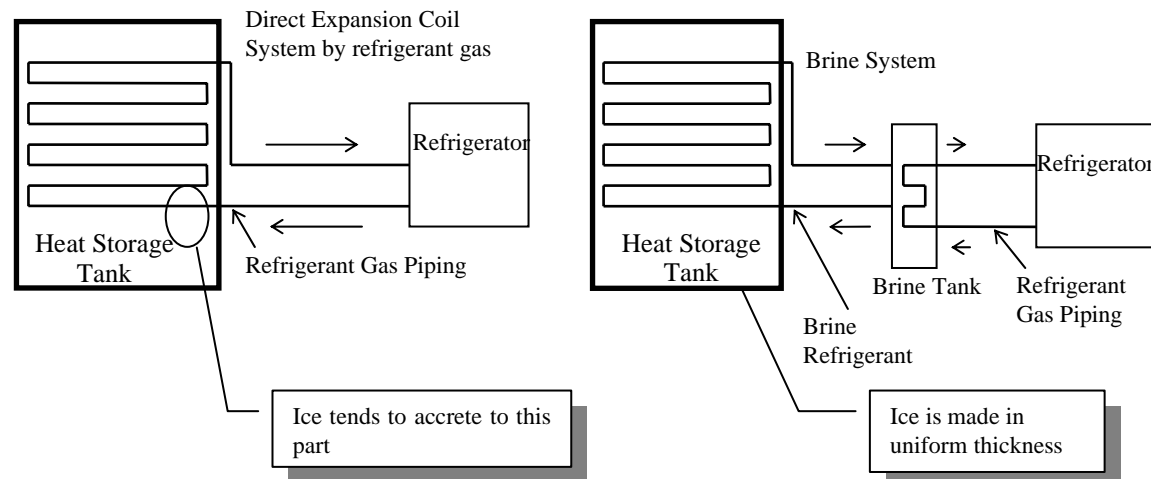 Direct Expansion Coil
System by refrigerant gas
Refrigerator
Heat Storage
Tank
Refrigerant Gas Piping
Ice tends to accrete to this
part
Brine System
Refrigerator
Heat Storage
Tank
Brine Tank
Refrigerant
Gas Piping
Brine
Refrigerant
Ice is made in
uniform thickness